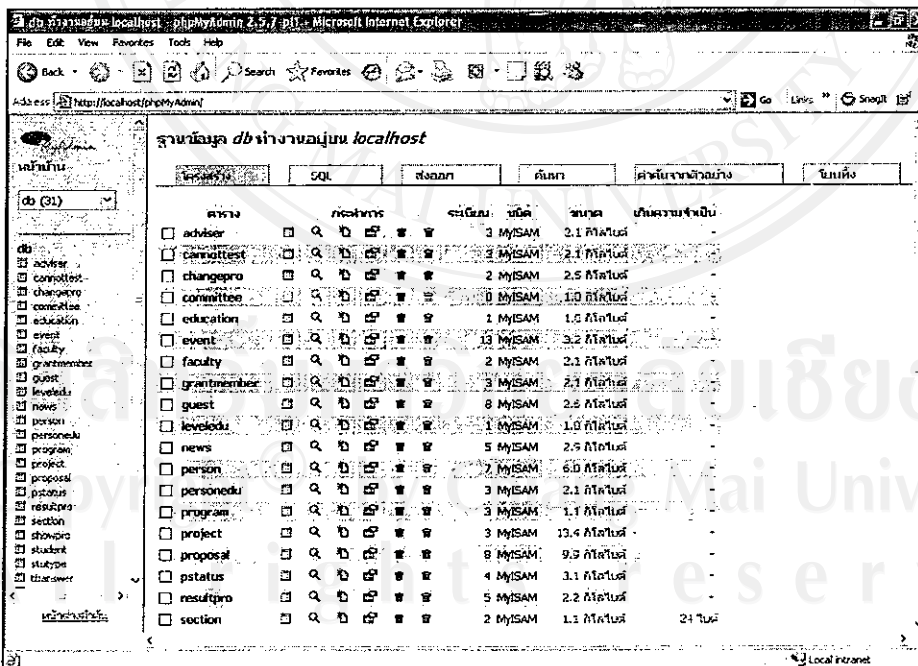 db ทำงานอยู่บน localhost - phpMyAdmin 2.5.7-pl1 - Microsoft Internet Explorer
File Edit View Favorites Tools Help
Back Search Favorites
Address http://localhost/phpMyAdmin/ Go Links » SnagIt
ฐานข้อมูล db ทำงานอยู่บน localhost
หน้าบ้าน
โครงสร้าง SQL ส่งออก ค้นหา ค่าค้นจากตัวอย่าง โยนทิ้ง
db (31)
ตาราง กระทำการ ระเบียน ชนิด ขนาด เกินความจำเป็น
adviser 3 MyISAM 2.1 กิโลไบต์ -
cannottest 3 MyISAM 2.1 กิโลไบต์ -
changepro 2 MyISAM 2.5 กิโลไบต์ -
committee 0 MyISAM 1.0 กิโลไบต์ -
education 1 MyISAM กิโลไบต์ -
event 13 MyISAM 3.2 กิโลไบต์ -
faculty 2 MyISAM 2.1 กิโลไบต์ -
grantmember 3 MyISAM 2.1 กิโลไบต์ -
guest 8 MyISAM กิโลไบต์ -
leveledu 1 MyISAM 1.0 กิโลไบต์ -
news 5 MyISAM กิโลไบต์ -
person 7 MyISAM 6.0 กิโลไบต์ -
personedu 3 MyISAM 2.1 กิโลไบต์ -
program 3 MyISAM 1.1 กิโลไบต์ -
project 3 MyISAM 13.4 กิโลไบต์ -
proposal 8 MyISAM 9.9 กิโลไบต์ -
pstatus 4 MyISAM 3.1 กิโลไบต์ -
resultpro 5 MyISAM 2.2 กิโลไบต์ -
section 2 MyISAM 1.1 กิโลไบต์ 24 ไบต์
db
adviser
cannottest
changepro
committee
education
event
faculty
grantmember
guest
leveledu
news
person
personedu
program
project
proposal
pstatus
resultpro
section
showpro
student
stutype
Local intranet